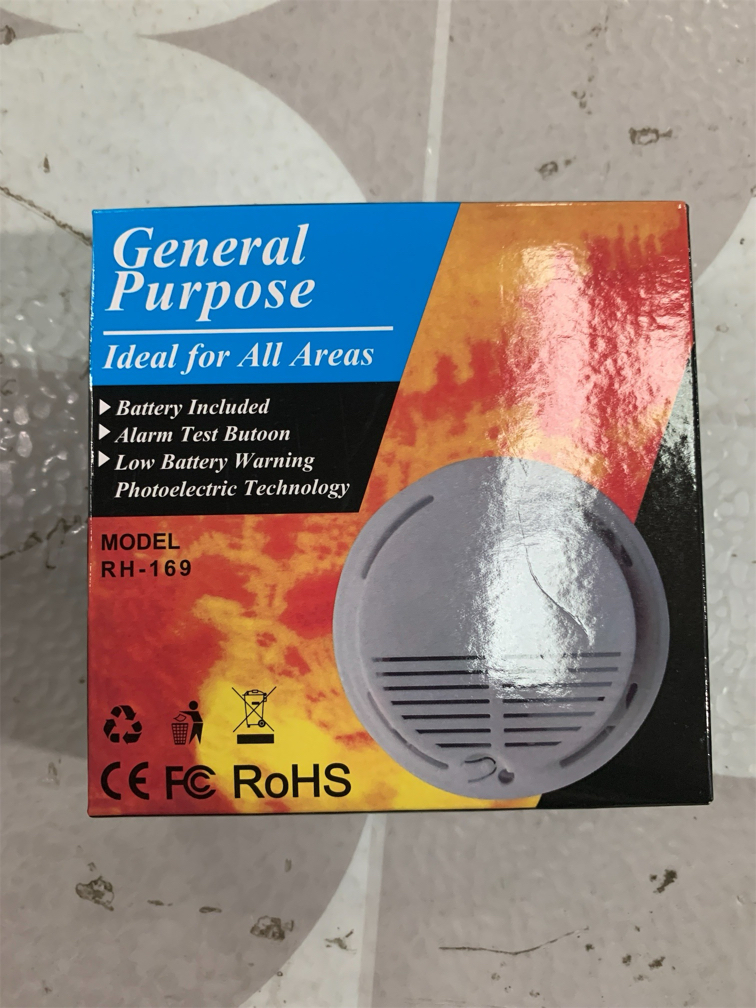 General
Purpose
Ideal for All Areas
Battery Included
Alarm Test Butoon
Low Battery Warning
Photoelectric Technology
MODEL
RH-169
CE FC RoHS